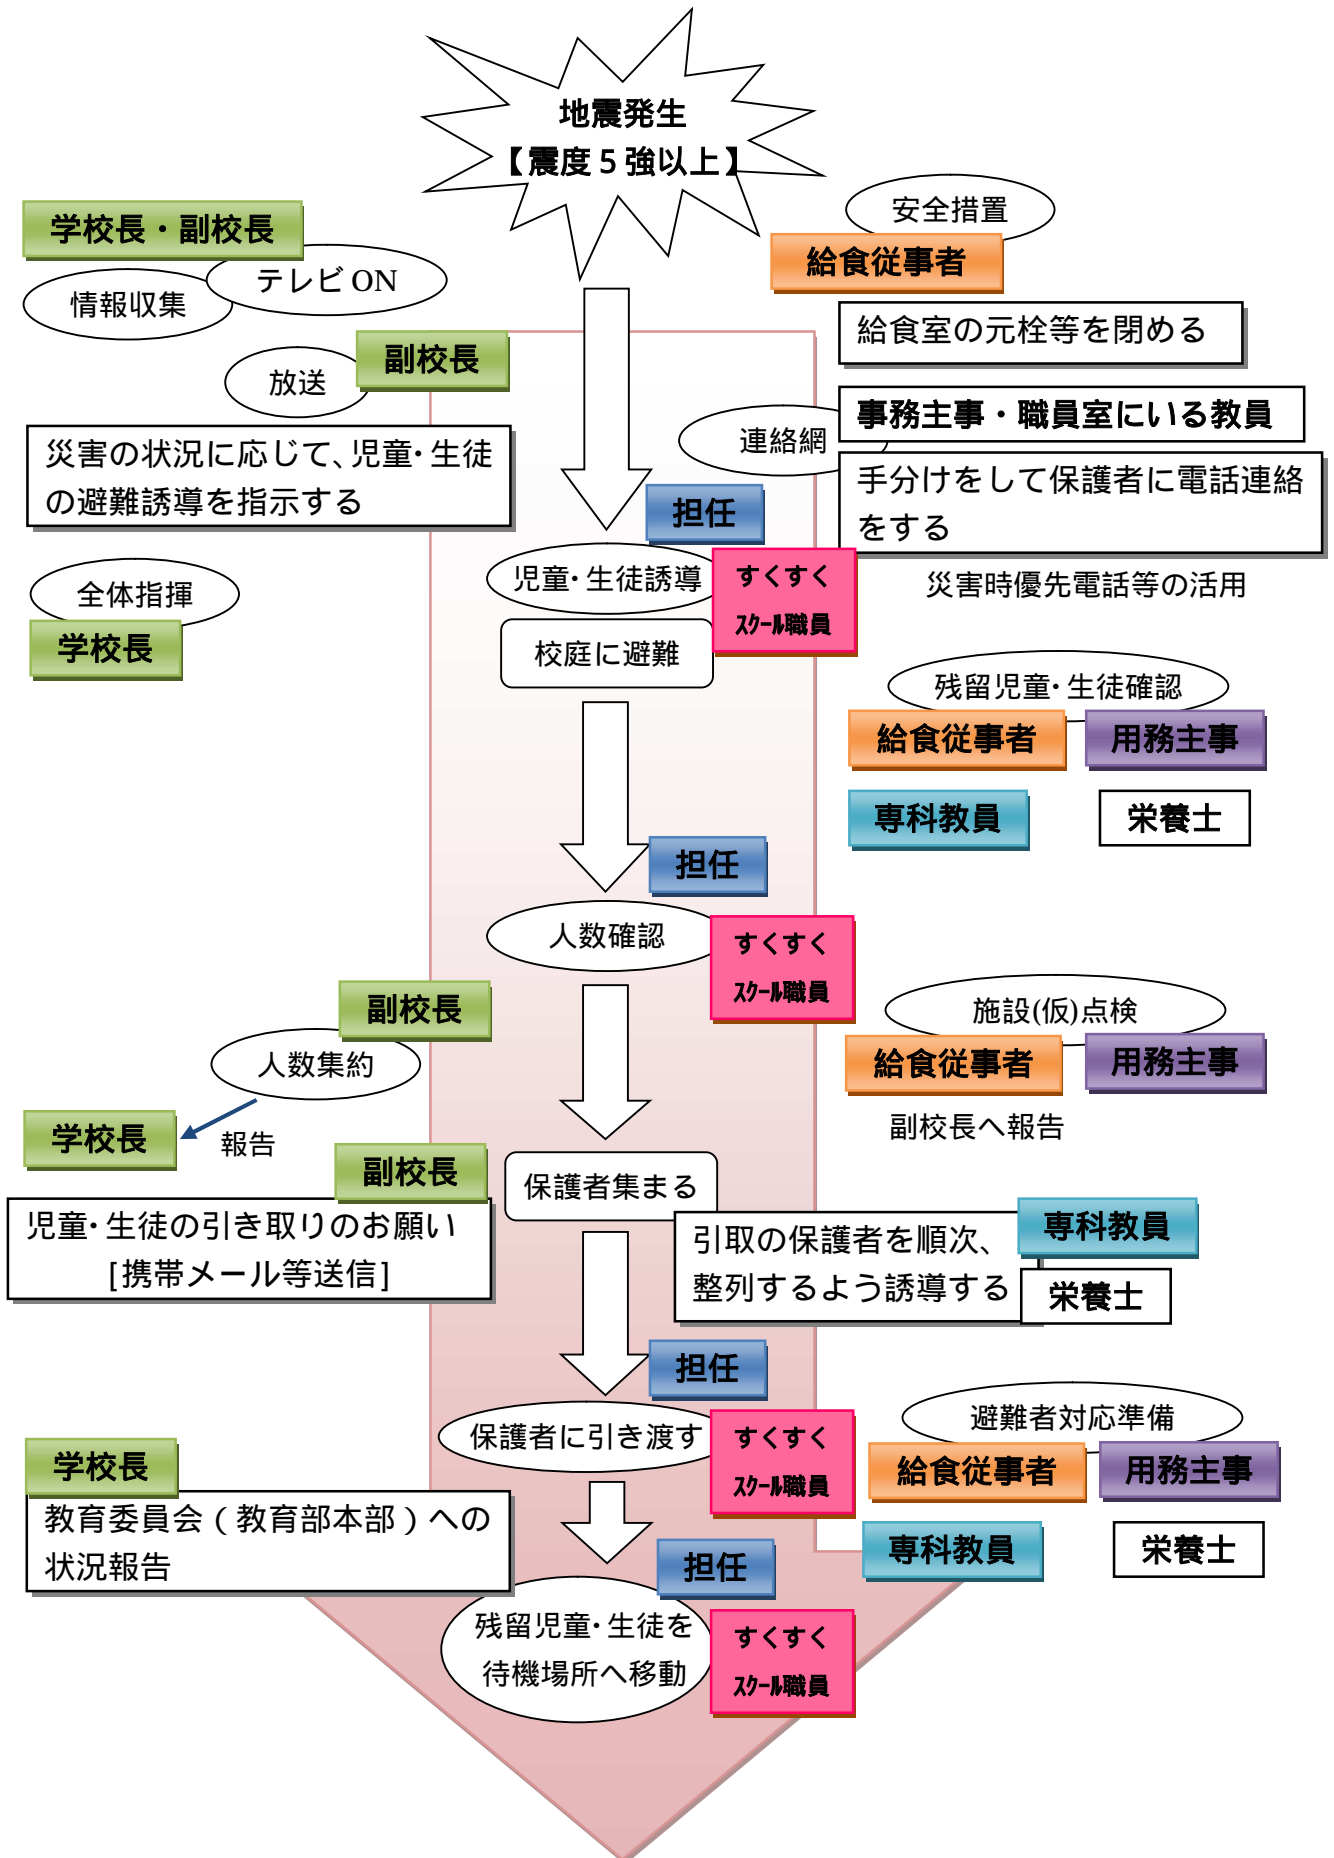 地震発生
【震度５強以上】
安全措置
学校長・副校長
給食従事者
テレビ ON
情報収集
給食室の元栓等を閉める
副校長
放送
事務主事・職員室にいる教員
連絡網
災害の状況に応じて、児童・生徒
の避難誘導を指示する
手分けをして保護者に電話連絡
をする
担任
児童・生徒誘導
すくすく
ｽｸｰﾙ職員
災害時優先電話等の活用
全体指揮
学校長
校庭に避難
残留児童・生徒確認
給食従事者
用務主事
専科教員
栄養士
担任
人数確認
すくすく
ｽｸｰﾙ職員
副校長
人数集約
施設(仮)点検
給食従事者
用務主事
副校長へ報告
学校長
報告
副校長
児童・生徒の引き取りのお願い
[携帯メール等送信]
保護者集まる
引取の保護者を順次、
整列するよう誘導する
専科教員
栄養士
担任
保護者に引き渡す
すくすく
ｽｸｰﾙ職員
避難者対応準備
給食従事者
用務主事
専科教員
栄養士
学校長
教育委員会（教育部本部）への
状況報告
担任
残留児童・生徒を
待機場所へ移動
すくすく
ｽｸｰﾙ職員